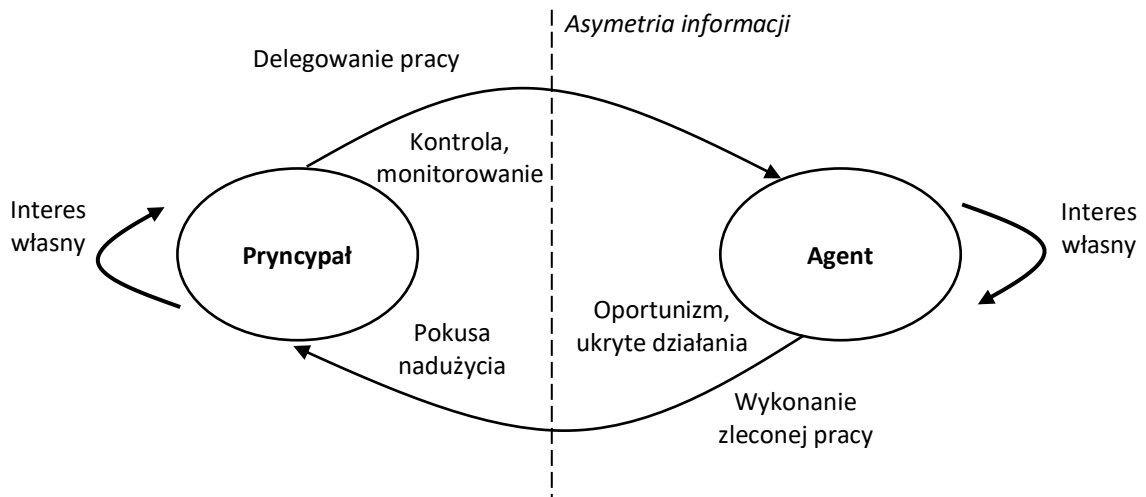 Asymetria informacji
Delegowanie pracy
Kontrola,
monitorowanie
Interes
własny
Pryncypał
Agent
Interes
własny
Oportunizm,
ukryte działania
Pokusa
nadużycia
Wykonanie
zleconej pracy